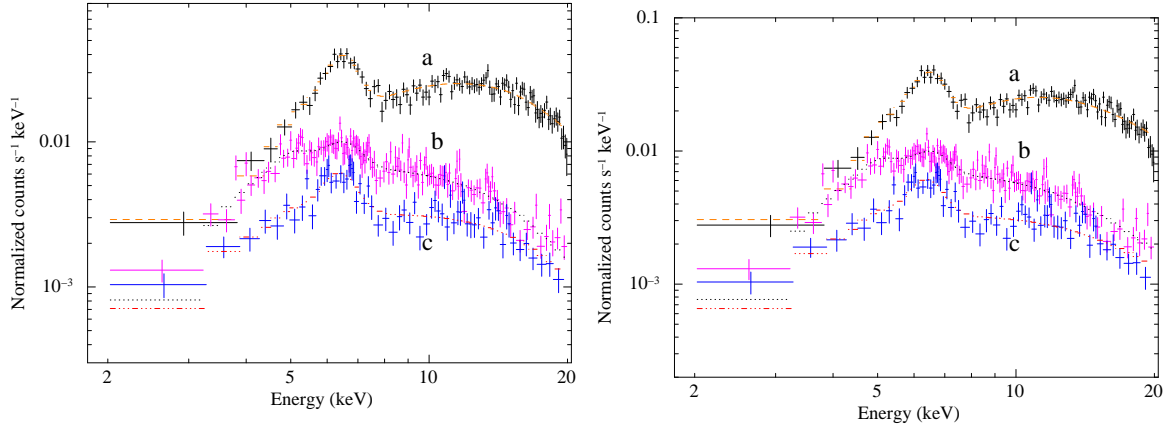 Normalized counts s⁻¹ keV⁻¹
0.01
10⁻³
a
b
c
2
5
10
20
Energy (keV)
Normalized counts s⁻¹ keV⁻¹
0.1
0.01
10⁻³
a
b
c
2
5
10
20
Energy (keV)